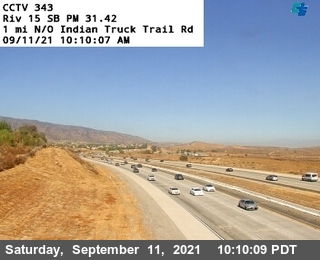 CCTV 343
Riv 15 SB PM 31.42
1 mi N/O Indian Truck Trail Rd
09/11/21 10:10:07 AM
Saturday, September 11, 2021 10:10:09 PDT